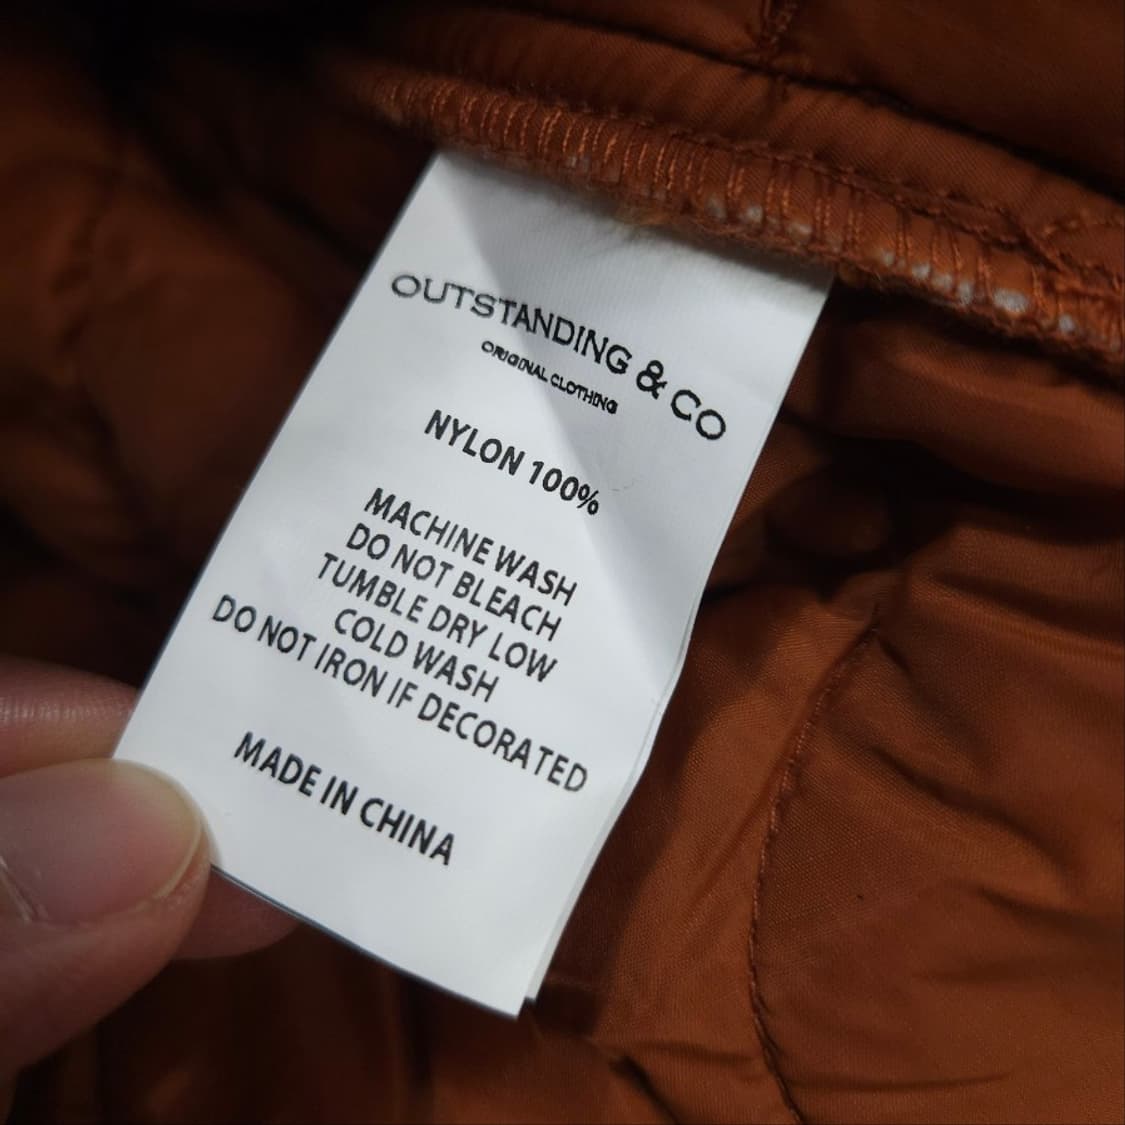 OUTSTANDING & CO
ORIGINAL CLOTHING
NYLON 100%
MACHINE WASH
DO NOT BLEACH
TUMBLE DRY LOW
COLD WASH
DO NOT IRON IF DECORATED
MADE IN CHINA